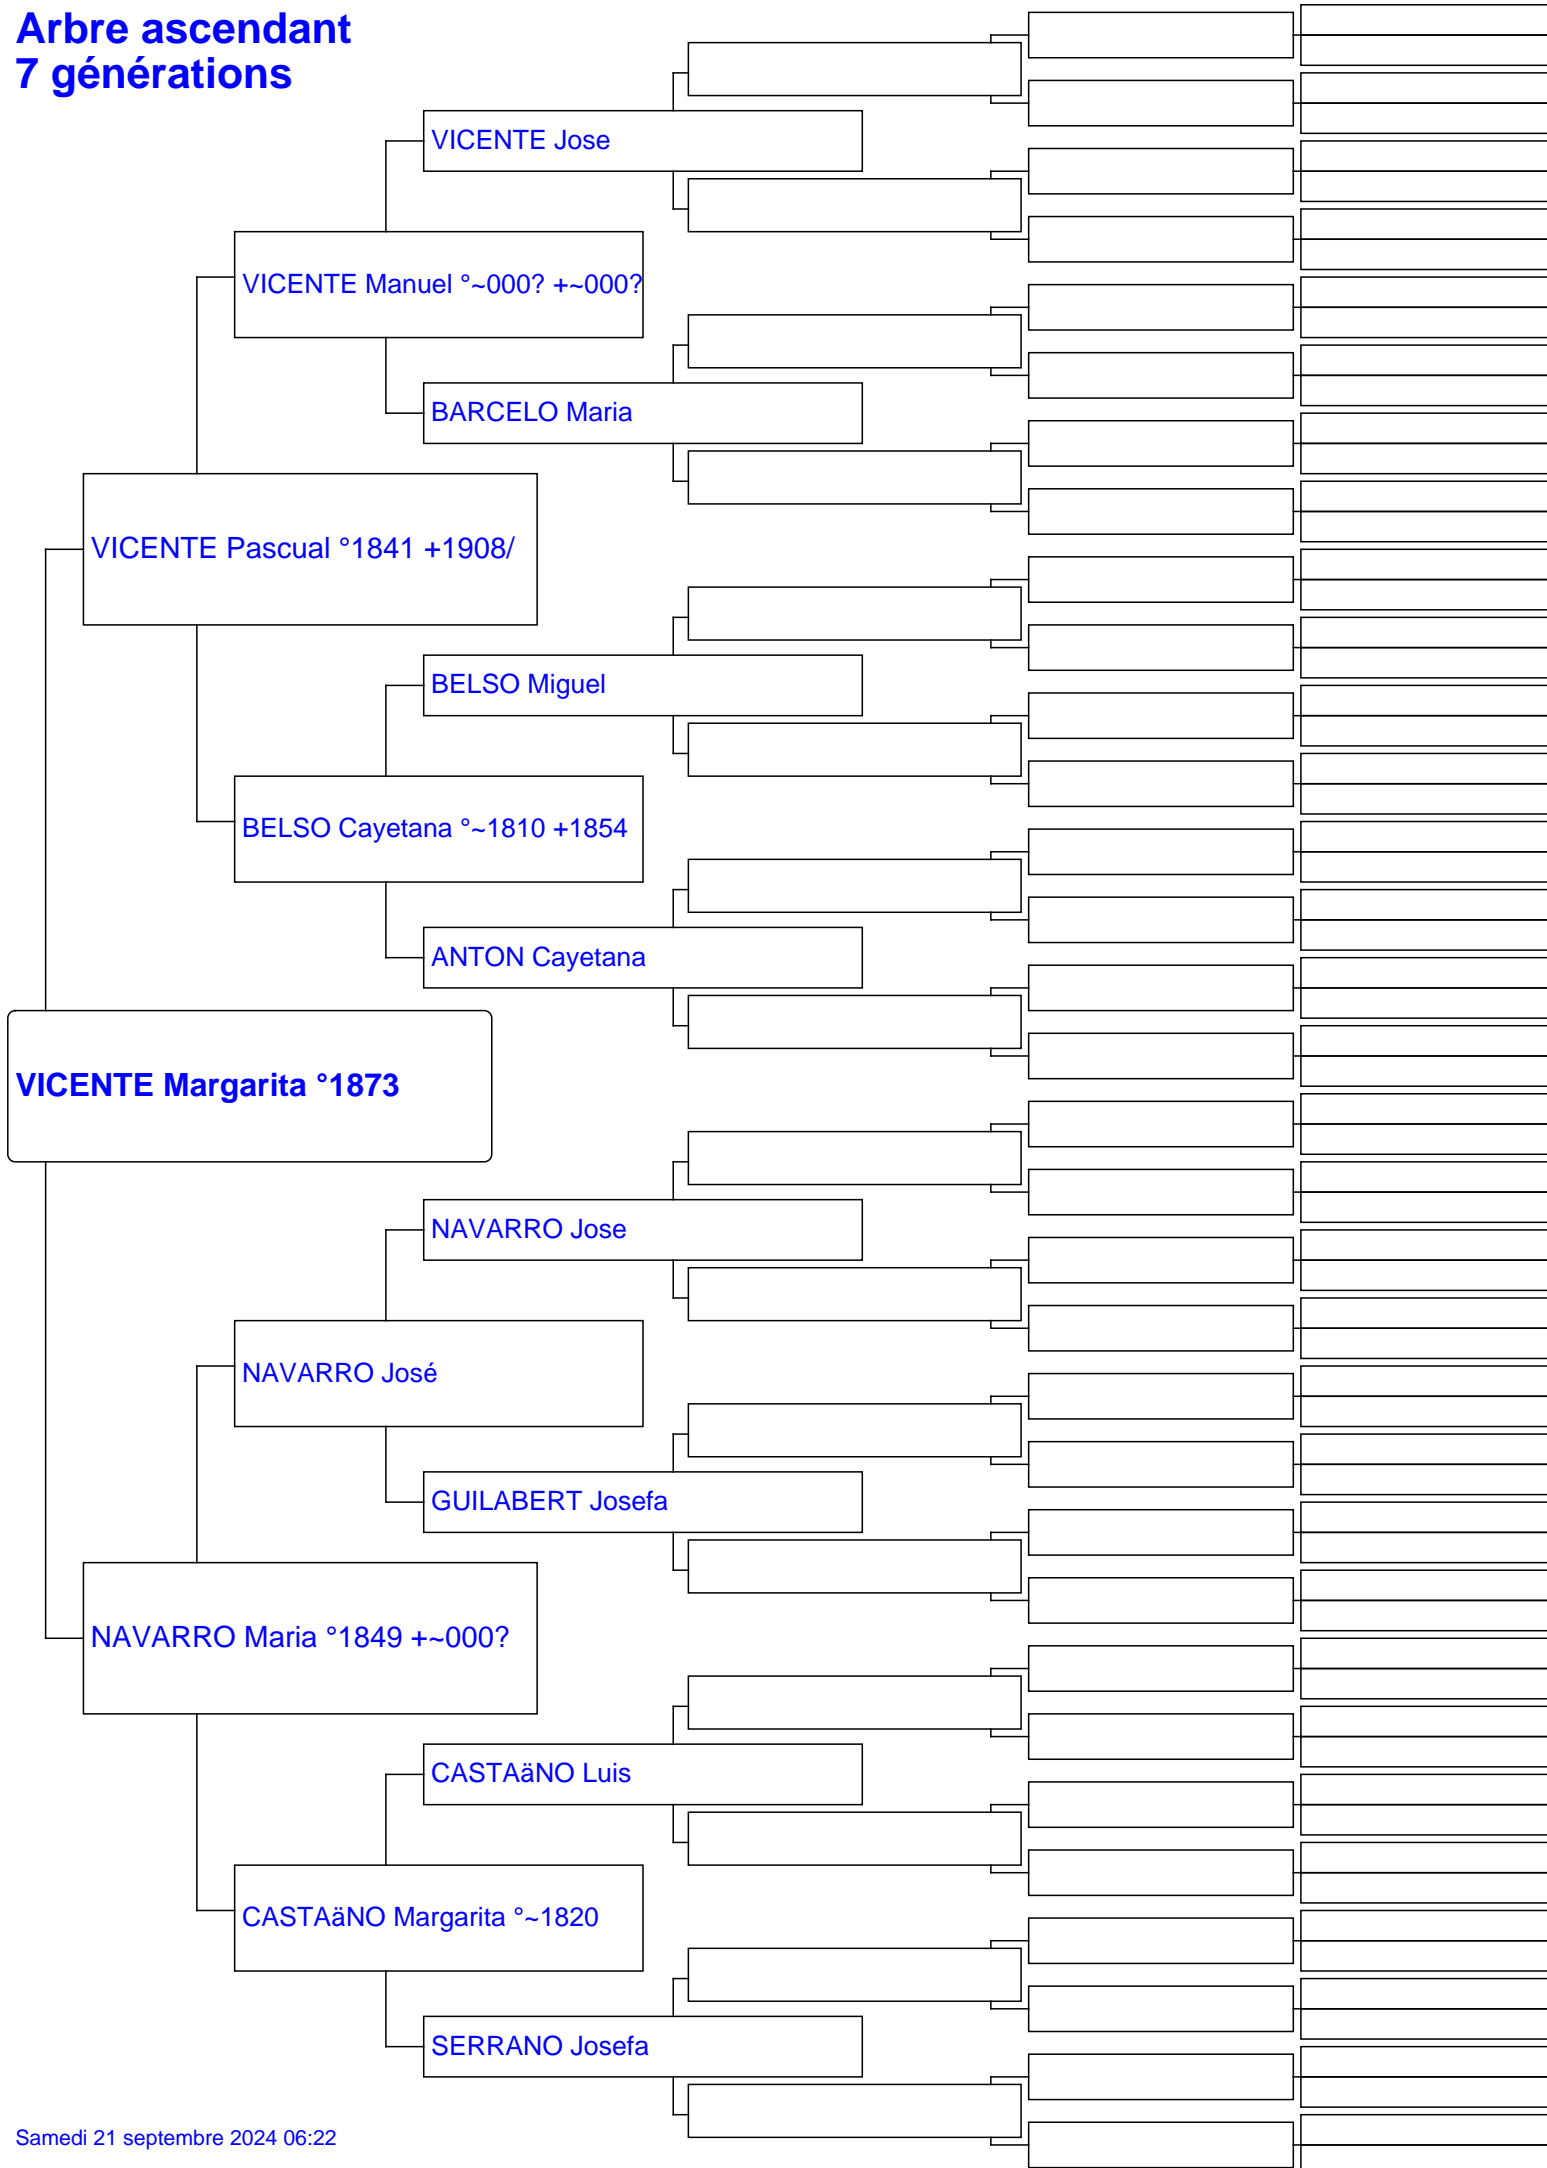 Arbre ascendant
7 générations
VICENTE Jose
VICENTE Manuel °~000? +~000?
BARCELO Maria
VICENTE Pascual °1841 +1908/
BELSO Miguel
BELSO Cayetana °~1810 +1854
ANTON Cayetana
VICENTE Margarita °1873
NAVARRO Jose
NAVARRO José
GUILABERT Josefa
NAVARRO Maria °1849 +~000?
CASTAäNO Luis
CASTAäNO Margarita °~1820
SERRANO Josefa
Samedi 21 septembre 2024 06:22